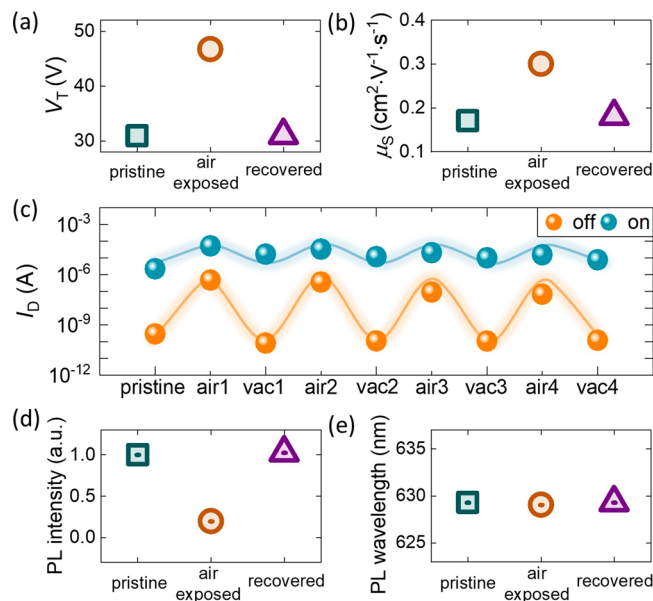 (a)
V_T (V)
50
40
30
pristine
air
exposed
recovered
(b)
μ_S (cm²·V⁻¹·s⁻¹)
0.4
0.3
0.2
0.1
pristine
air
exposed
recovered
(c)
off
on
I_D (A)
10⁻³
10⁻⁶
10⁻⁹
10⁻¹²
pristine air1 vac1 air2 vac2 air3 vac3 air4 vac4
(d)
PL intensity (a.u.)
1.0
0.5
0.0
pristine
air
exposed
recovered
(e)
PL wavelength (nm)
635
630
625
pristine
air
exposed
recovered